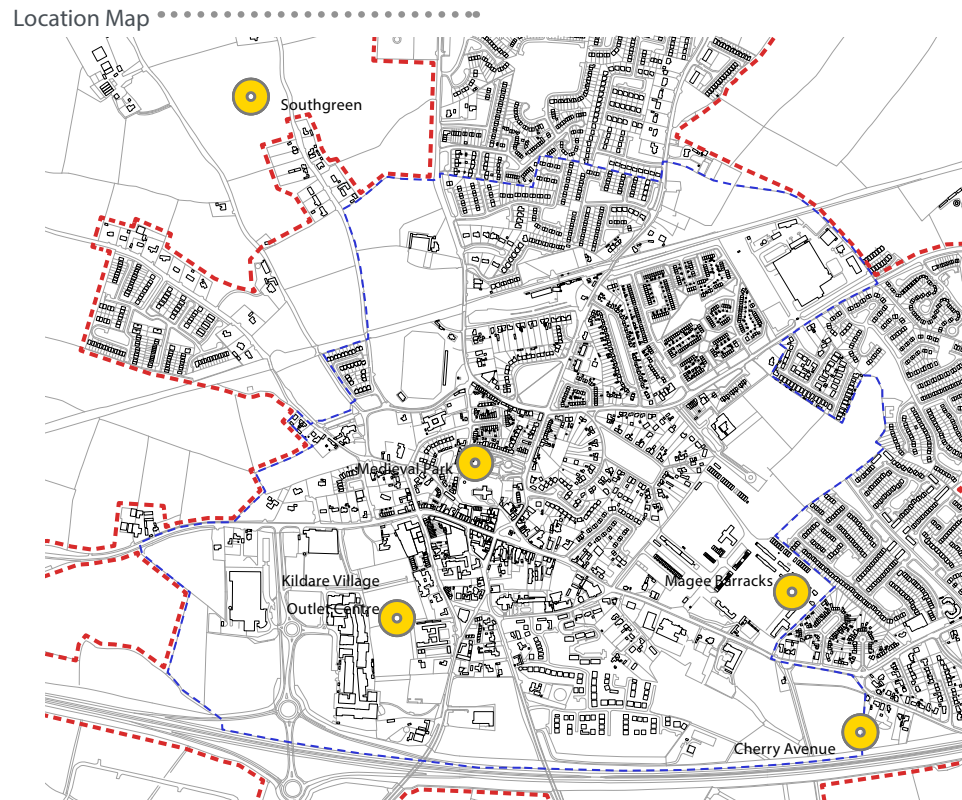 Location Map
Southgreen
Medieval Park
Kildare Village
Outlet Centre
Magee Barracks
Cherry Avenue